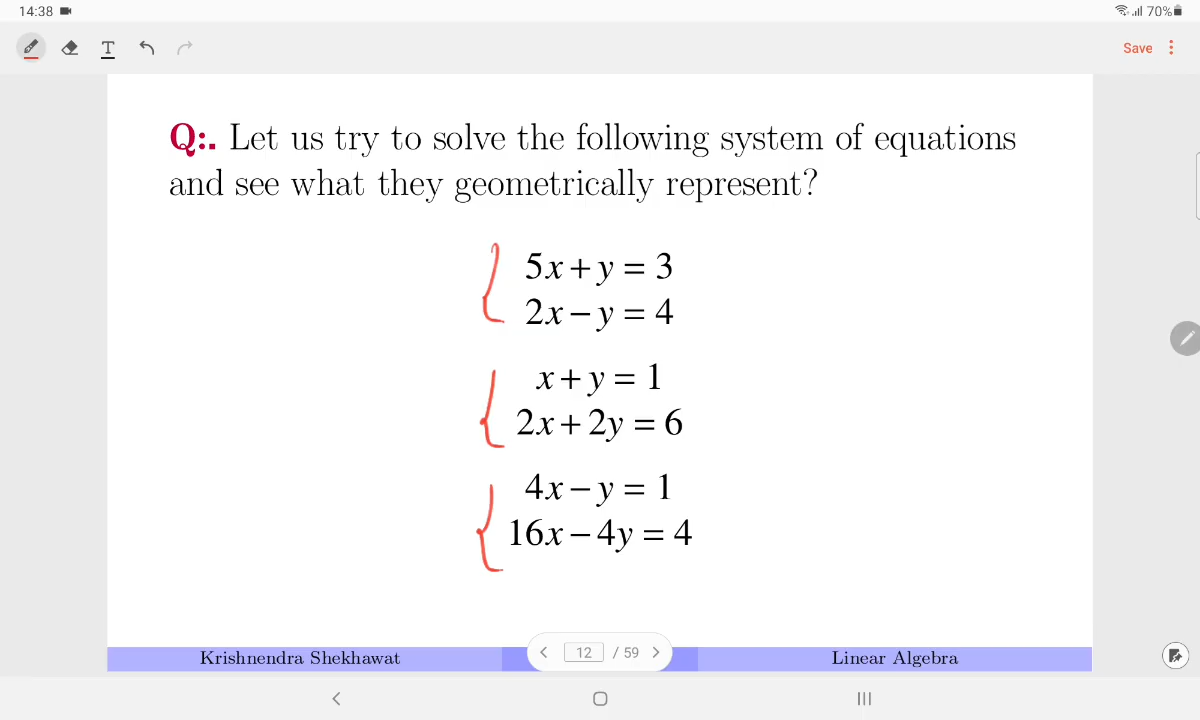 14:38
70%
T
Save
Q:. Let us try to solve the following system of equations
and see what they geometrically represent?
5x + y = 3
2x − y = 4
x + y = 1
2x + 2y = 6
4x − y = 1
16x − 4y = 4
Krishnendra Shekhawat
12 / 59
Linear Algebra